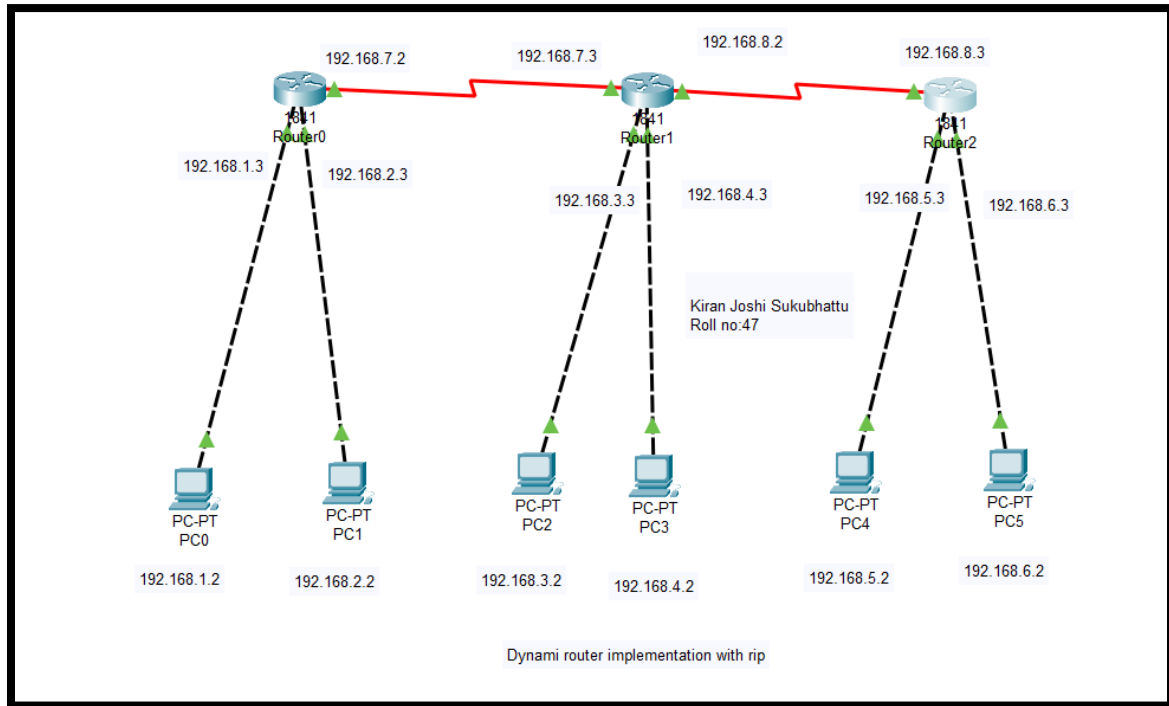 192.168.7.2
192.168.7.3
192.168.8.2
192.168.8.3
1841
Router0
1841
Router1
1841
Router2
192.168.1.3
192.168.2.3
192.168.3.3
192.168.4.3
192.168.5.3
192.168.6.3
Kiran Joshi Sukubhattu
Roll no:47
PC-PT
PC0
PC-PT
PC1
PC-PT
PC2
PC-PT
PC3
PC-PT
PC4
PC-PT
PC5
192.168.1.2
192.168.2.2
192.168.3.2
192.168.4.2
192.168.5.2
192.168.6.2
Dynami router implementation with rip